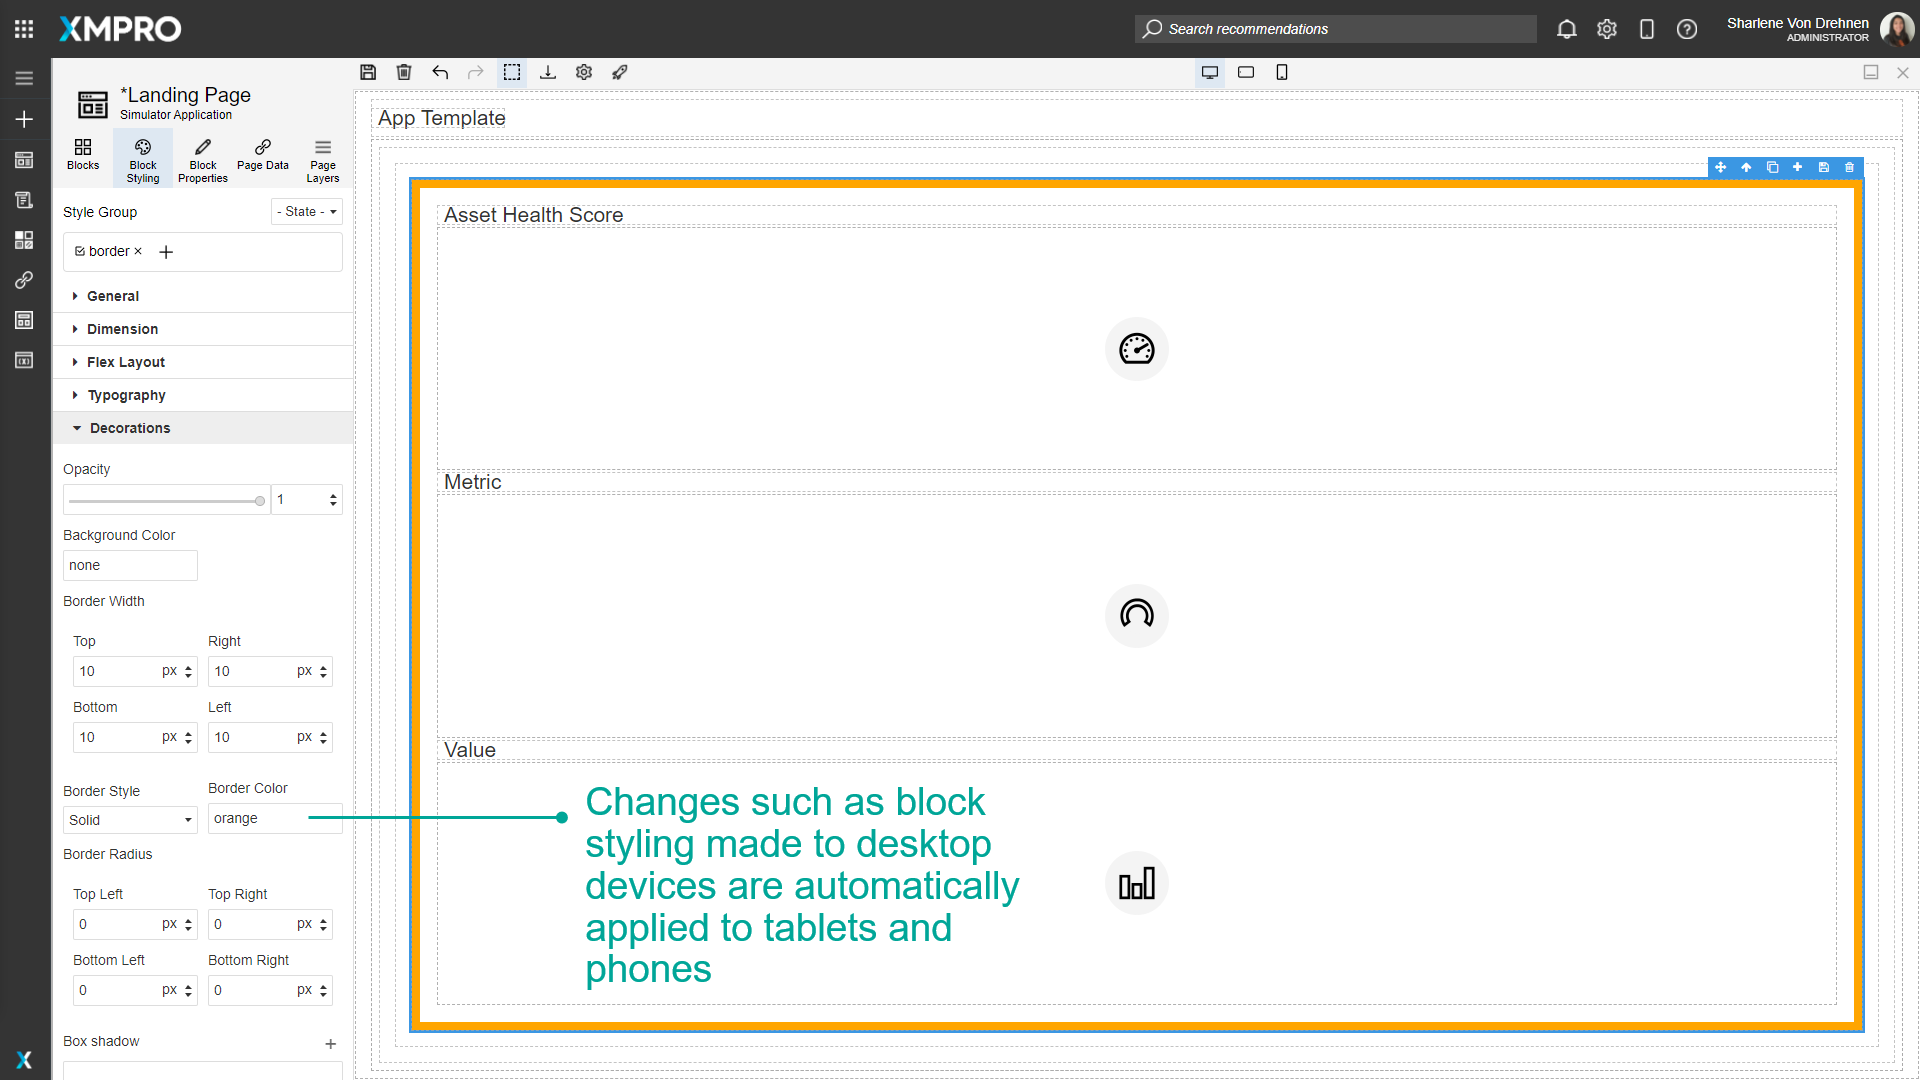 XMPRO
Search recommendations
Sharlene Von Drehnen
ADMINISTRATOR
*Landing Page
Simulator Application
Blocks
Block Styling
Block Properties
Page Data
Page Layers
Style Group
- State -
border ×
General
Dimension
Flex Layout
Typography
Decorations
Opacity
1
Background Color
none
Border Width
Top
Right
10 px
10 px
Bottom
Left
10 px
10 px
Border Style
Border Color
Solid
orange
Border Radius
Top Left
Top Right
0 px
0 px
Bottom Left
Bottom Right
0 px
0 px
Box shadow
App Template
Asset Health Score
Metric
Value
Changes such as block
styling made to desktop
devices are automatically
applied to tablets and
phones